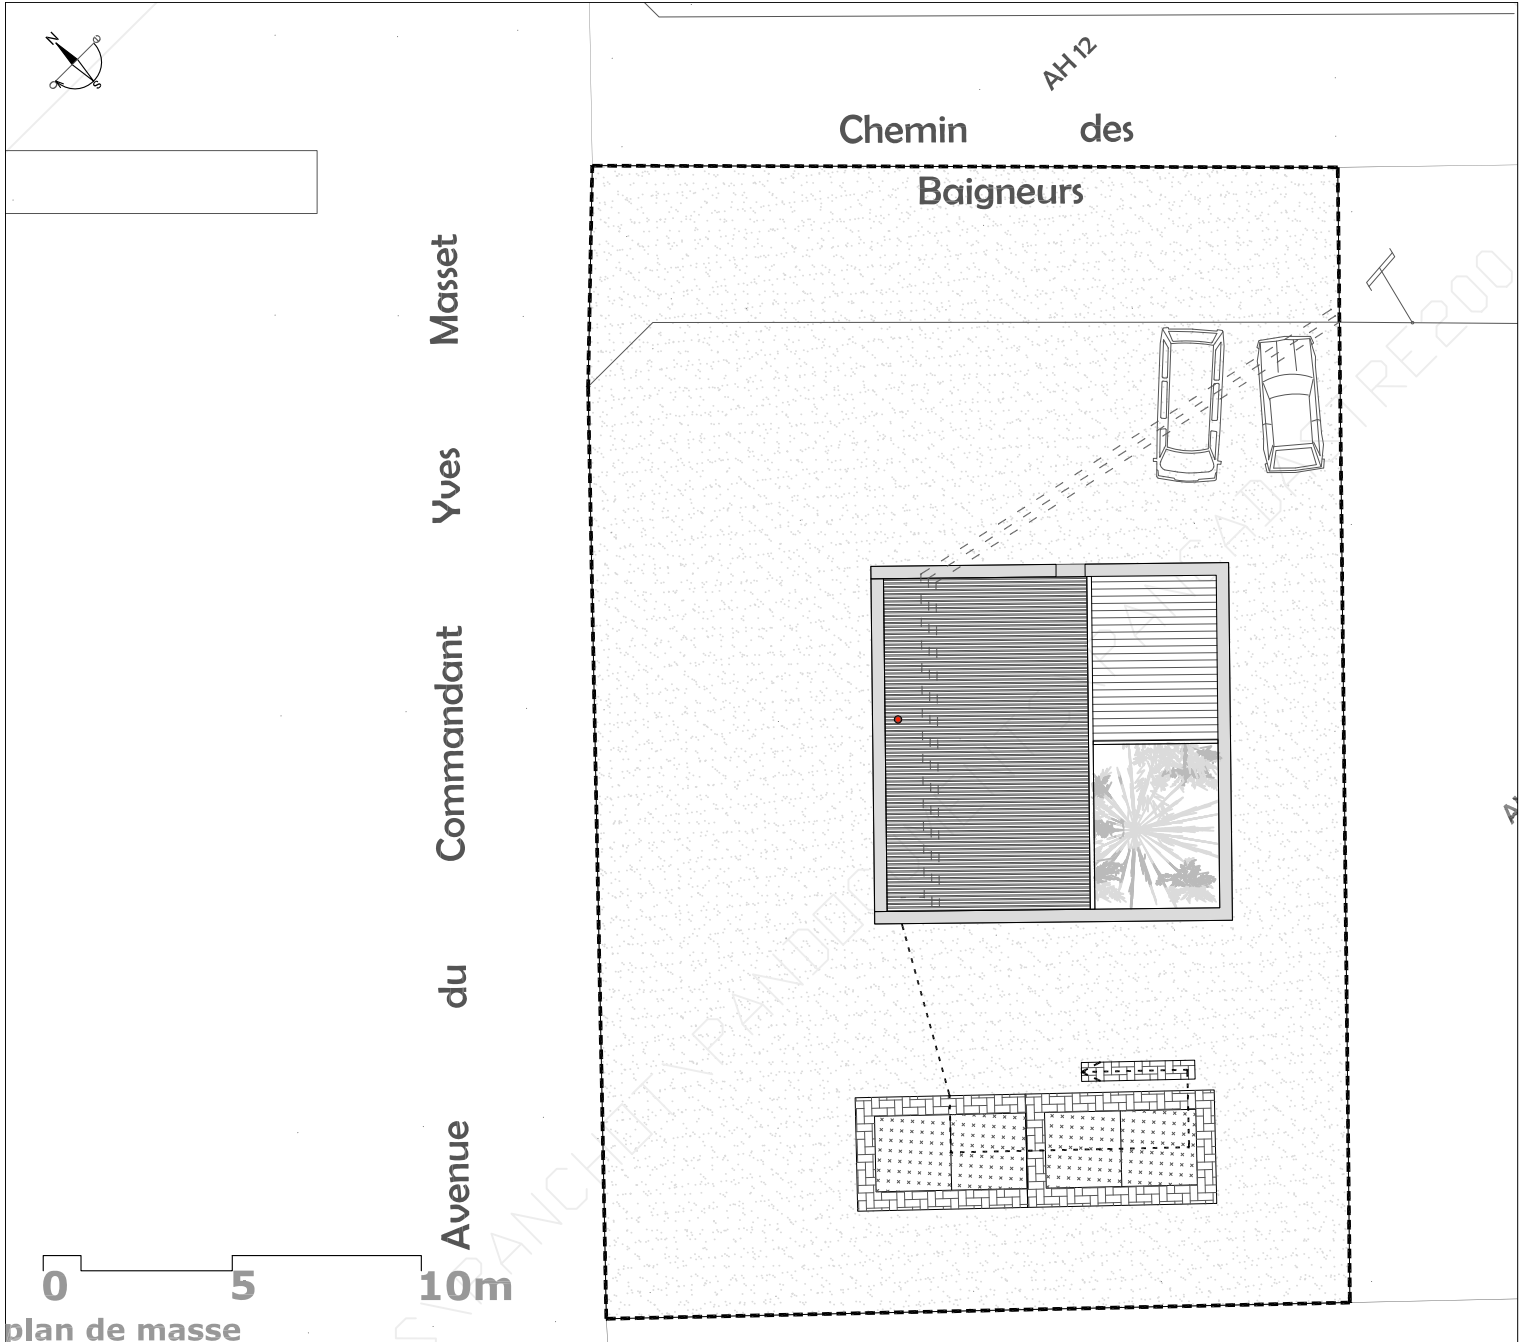 N
e
s
o
AH 12
Chemin des
Baigneurs
Avenue du Commandant Yves Masset
0 5 10m
plan de masse